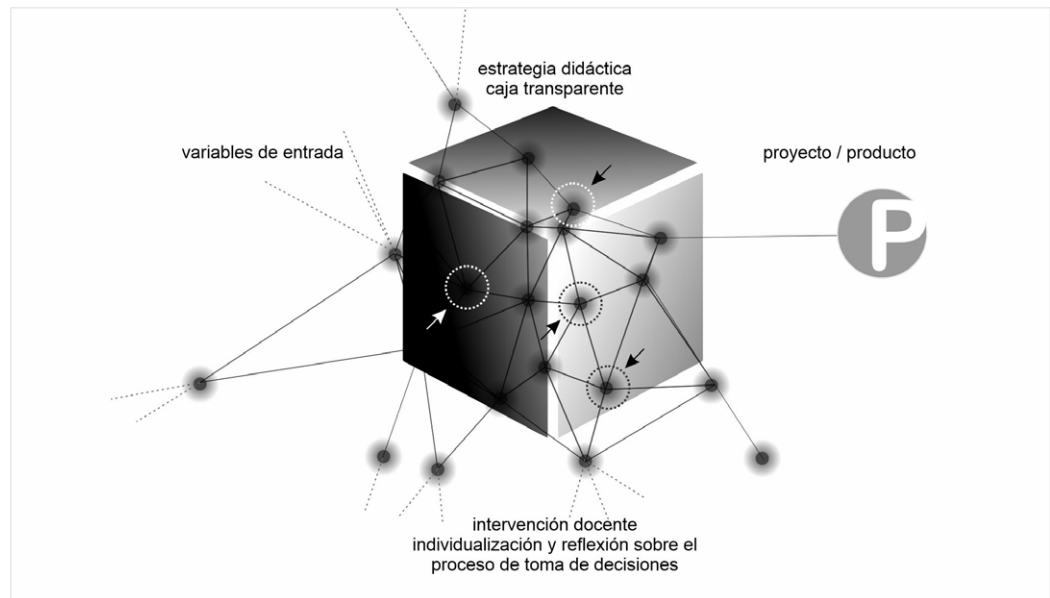 estrategia didáctica
caja transparente
variables de entrada
proyecto / producto
P
intervención docente
individualización y reflexión sobre el
proceso de toma de decisiones